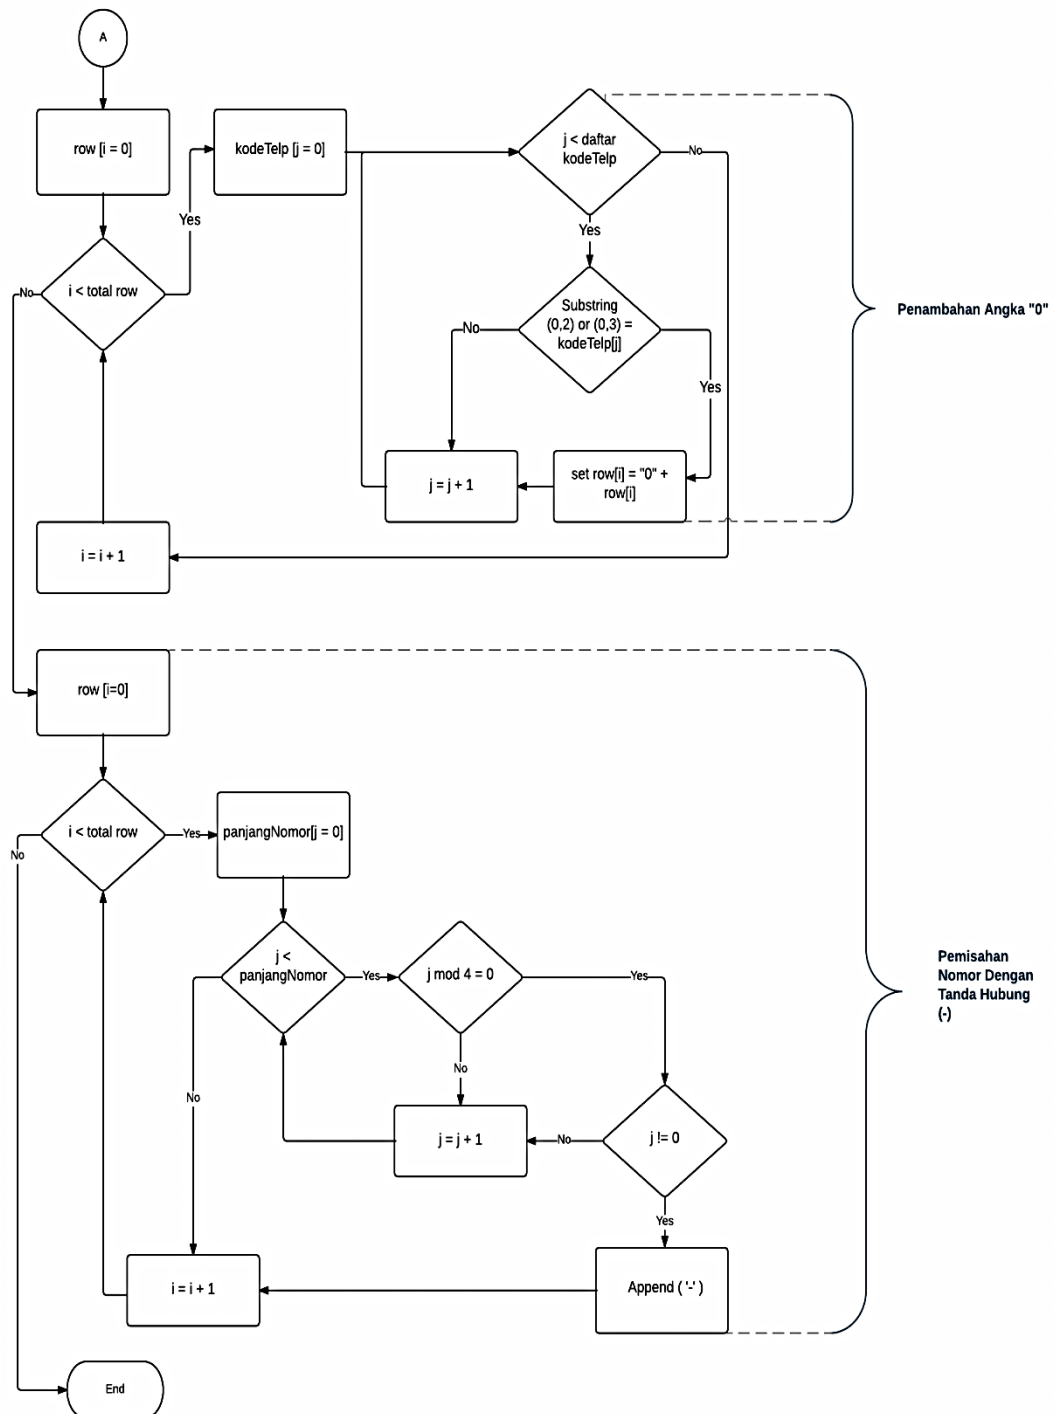 A
row [i = 0]
kodeTelp [j = 0]
j < daftar
kodeTelp
No
Yes
Yes
i < total row
No
Substring
(0,2) or (0,3) =
kodeTelp[j]
No
Yes
Penambahan Angka "0"
j = j + 1
set row[i] = "0" +
row[i]
i = i + 1
row [i=0]
i < total row
Yes
No
panjangNomor[j = 0]
j <
panjangNomor
Yes
j mod 4 = 0
Yes
No
No
j = j + 1
No
j != 0
Yes
Pemisahan
Nomor Dengan
Tanda Hubung
(-)
i = i + 1
Append ( '-' )
End